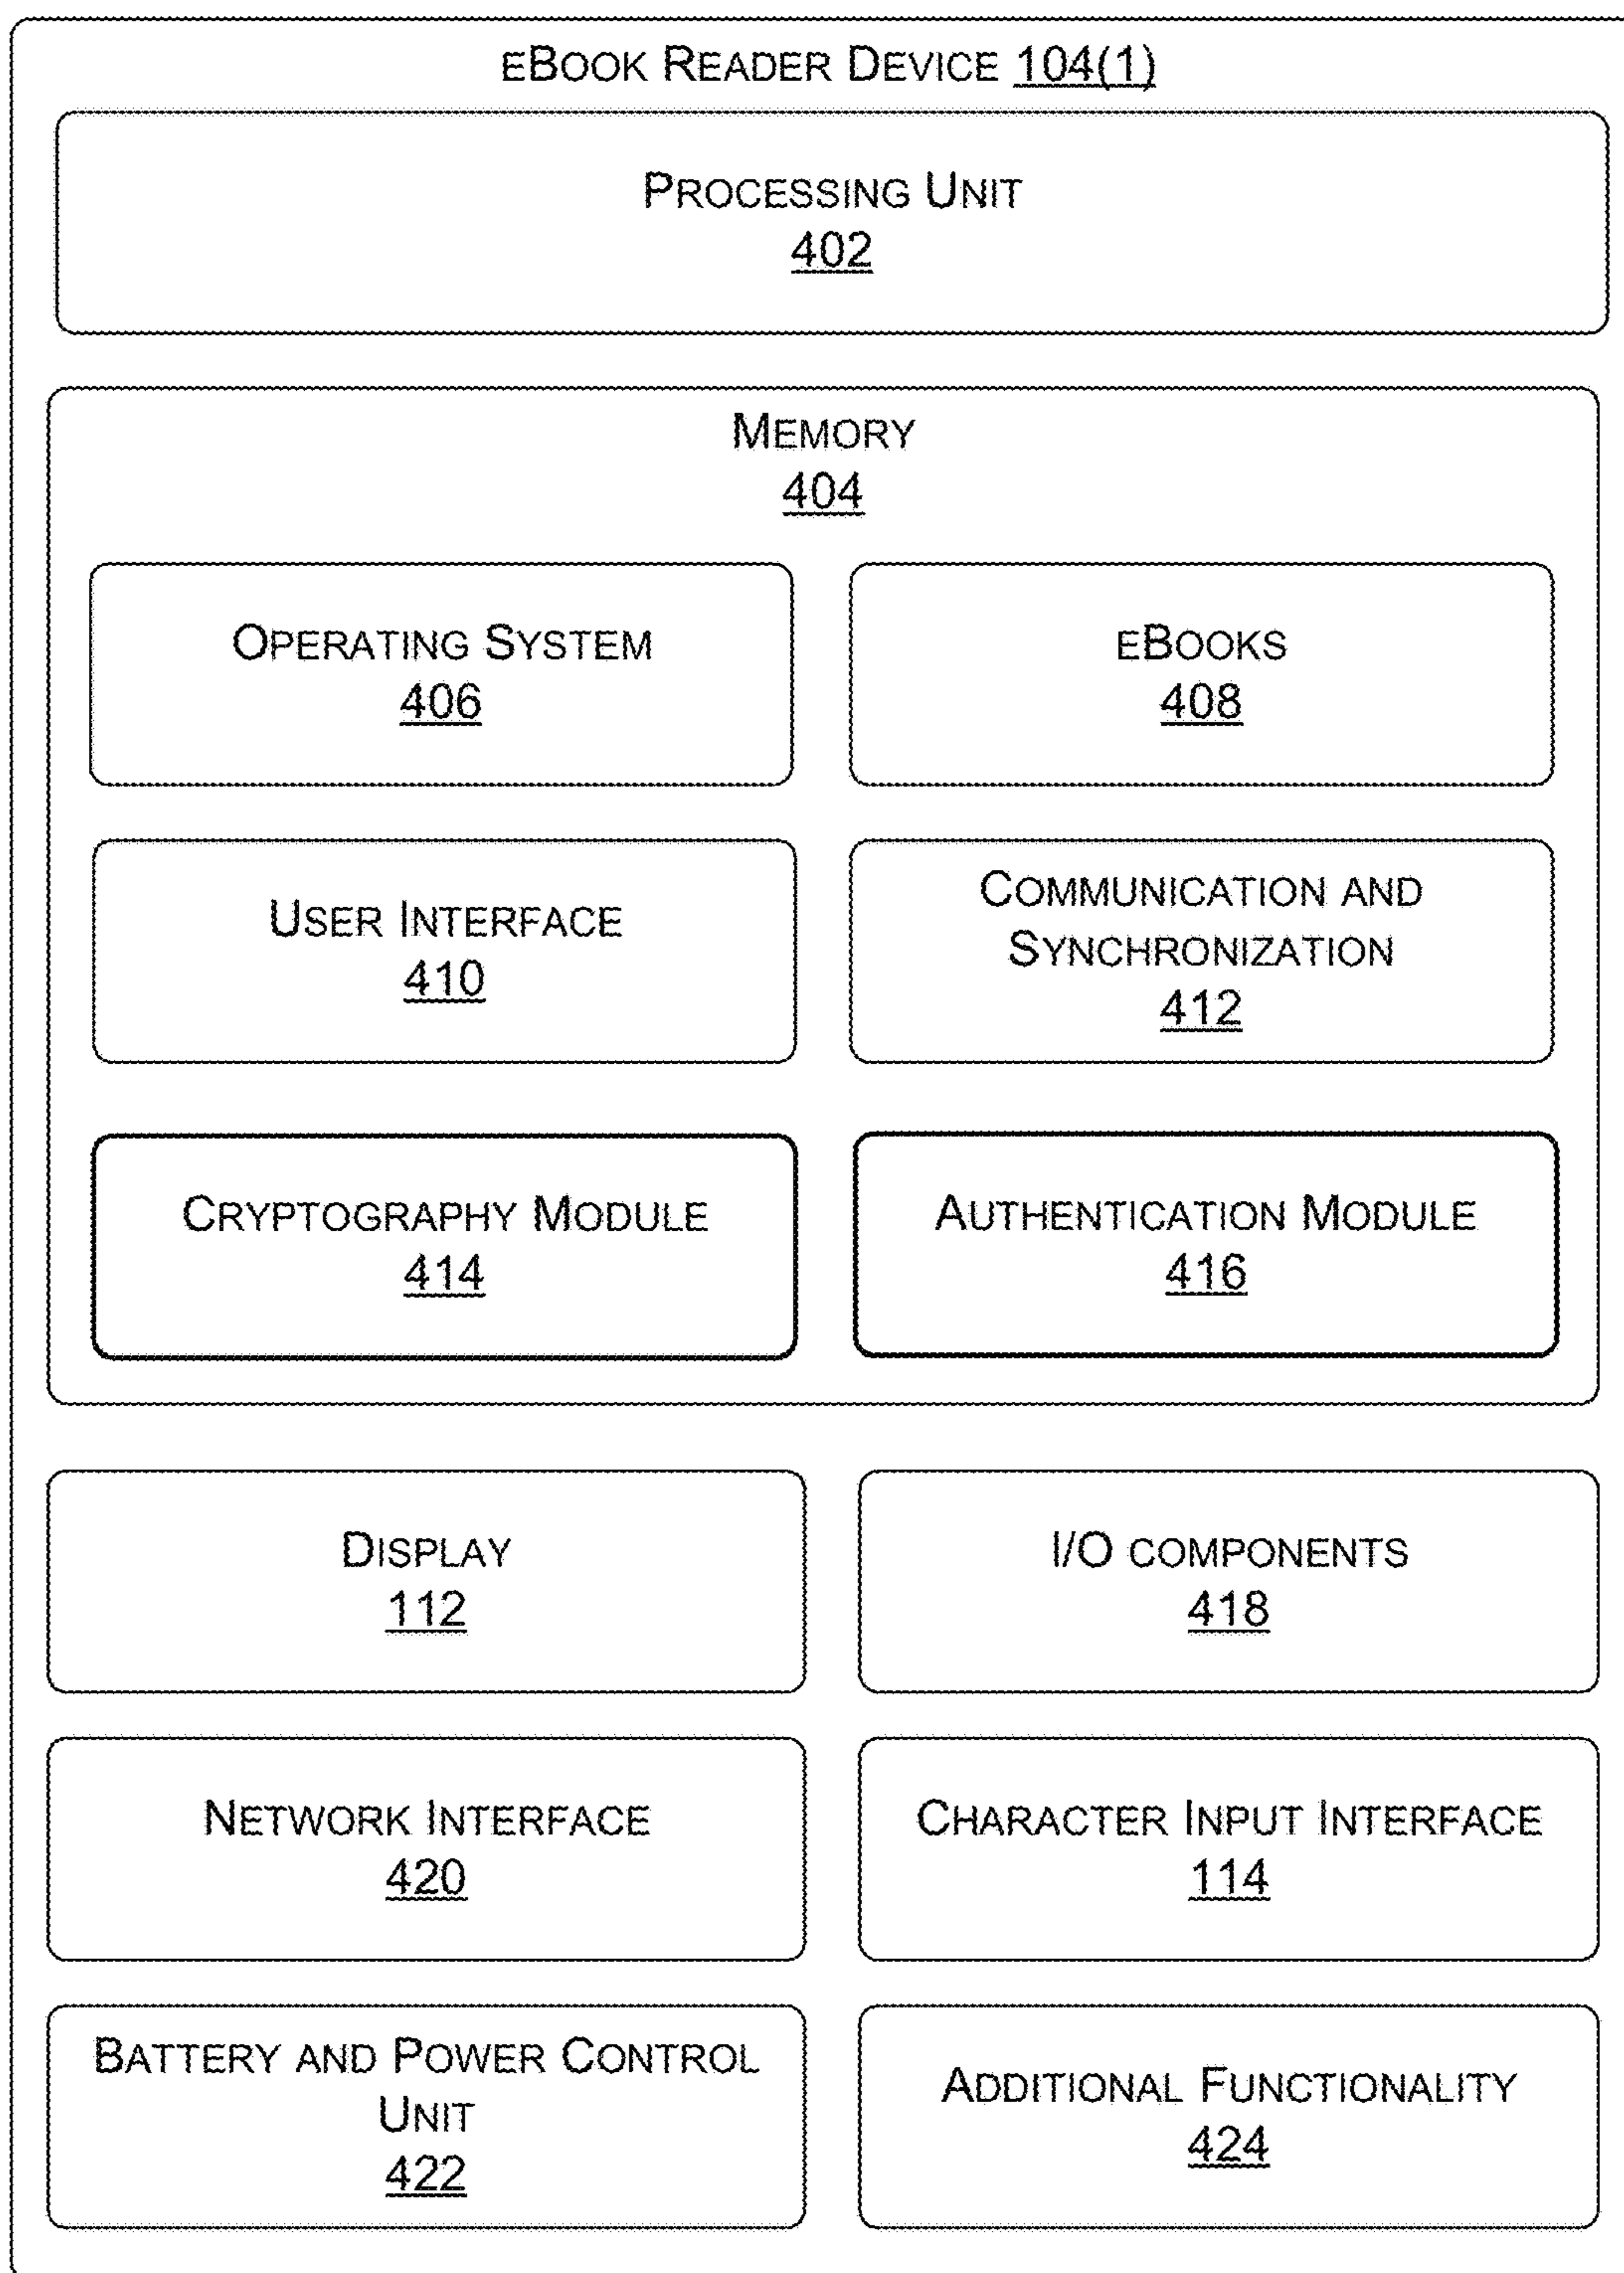 eBook Reader Device 104(1)
Processing Unit
402
Memory
404
Operating System
406
eBooks
408
User Interface
410
Communication and
Synchronization
412
Cryptography Module
414
Authentication Module
416
Display
112
I/O components
418
Network Interface
420
Character Input Interface
114
Battery and Power Control
Unit
422
Additional Functionality
424